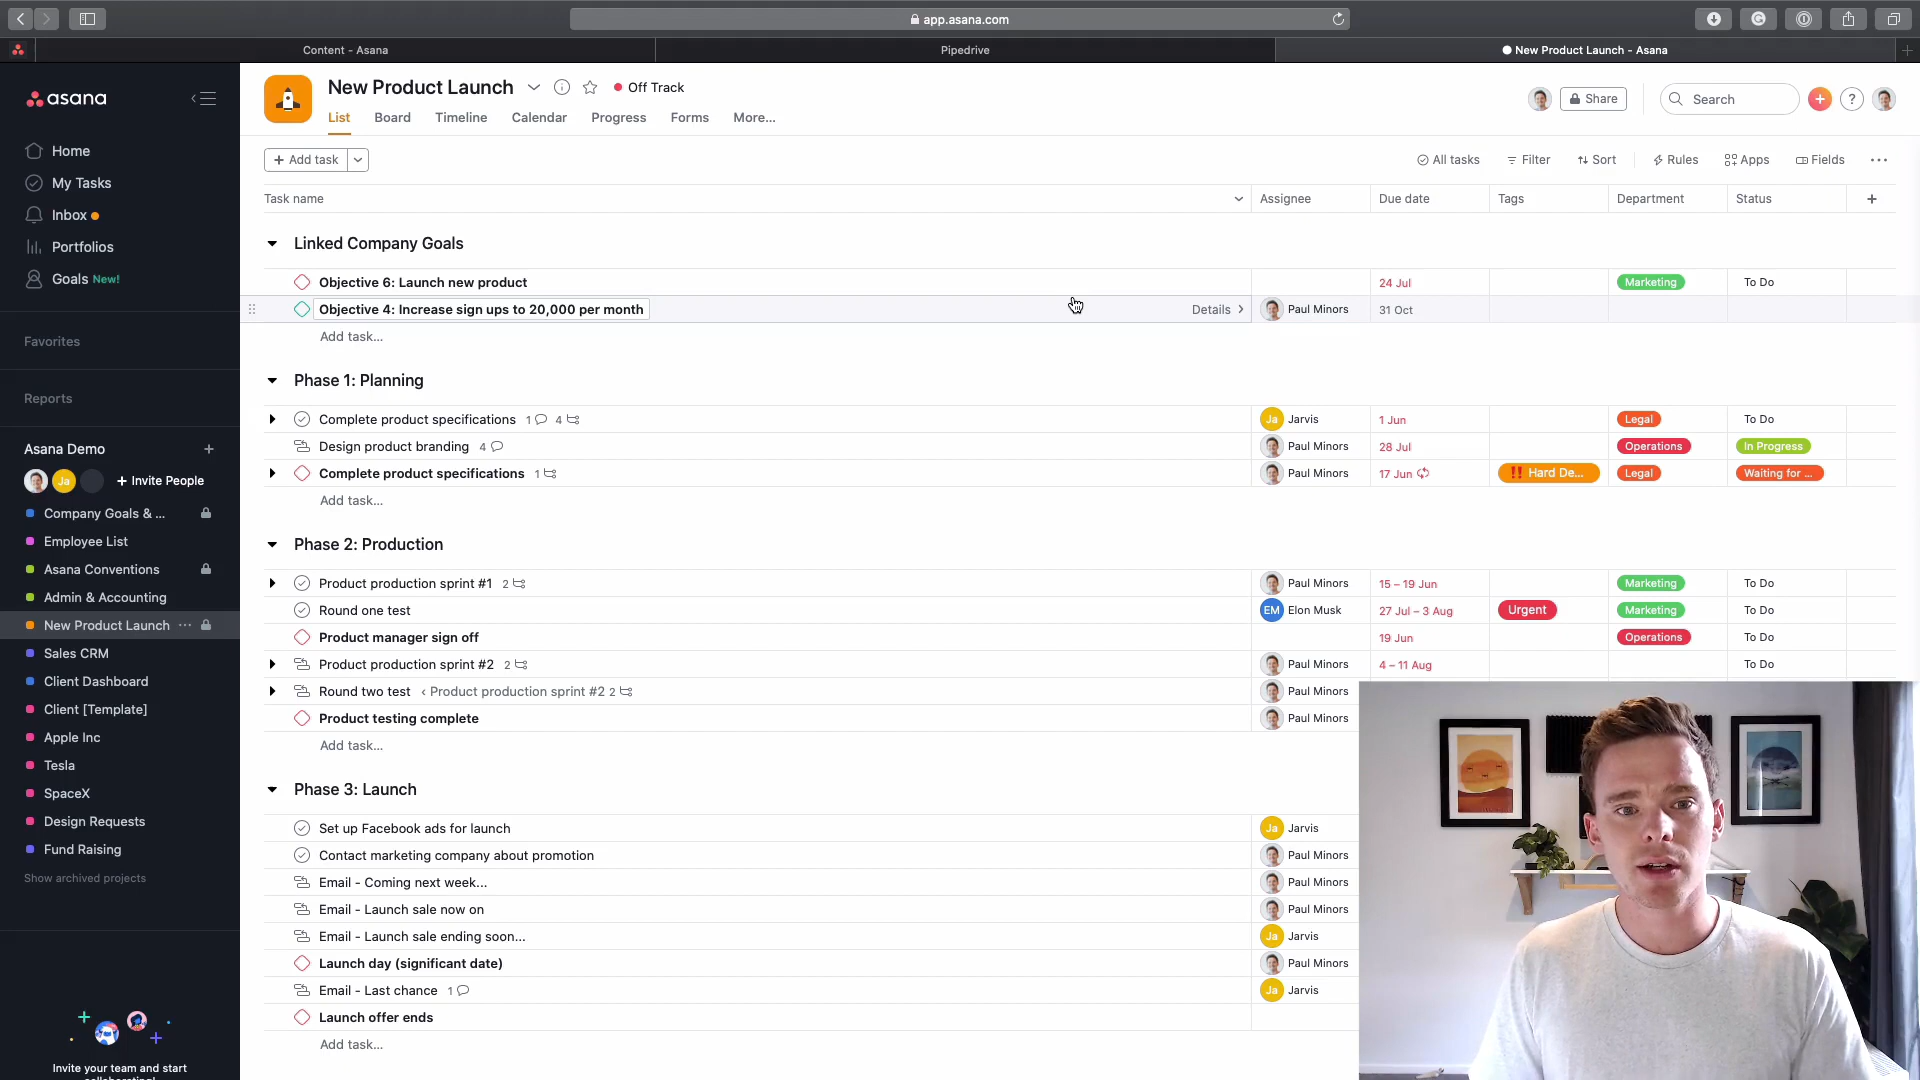 app.asana.com
Content - Asana
Pipedrive
New Product Launch - Asana
asana
Home
My Tasks
Inbox
Portfolios
Goals New!
Favorites
Reports
Asana Demo
Ja
Invite People
Company Goals & ...
Employee List
Asana Conventions
Admin & Accounting
New Product Launch
Sales CRM
Client Dashboard
Client [Template]
Apple Inc
Tesla
SpaceX
Design Requests
Fund Raising
Show archived projects
Invite your team and start
collaborating!
New Product Launch
Off Track
Share
Search
List
Board
Timeline
Calendar
Progress
Forms
More...
Add task
All tasks
Filter
Sort
Rules
Apps
Fields
Task name
Assignee
Due date
Tags
Department
Status
Linked Company Goals
Objective 6: Launch new product 24 Jul Marketing To Do
Objective 4: Increase sign ups to 20,000 per month Details Paul Minors 31 Oct
Add task...
Phase 1: Planning
Complete product specifications 1 4 Ja Jarvis 1 Jun Legal To Do
Design product branding 4 Paul Minors 28 Jul Operations In Progress
Complete product specifications 1 Paul Minors 17 Jun !! Hard De... Legal Waiting for ...
Add task...
Phase 2: Production
Product production sprint #1 2 Paul Minors 15 – 19 Jun Marketing To Do
Round one test EM Elon Musk 27 Jul – 3 Aug Urgent Marketing To Do
Product manager sign off 19 Jun Operations To Do
Product production sprint #2 2 Paul Minors 4 – 11 Aug To Do
Round two test ‹ Product production sprint #2 2 Paul Minors
Product testing complete Paul Minors
Add task...
Phase 3: Launch
Set up Facebook ads for launch Ja Jarvis
Contact marketing company about promotion Paul Minors
Email - Coming next week... Paul Minors
Email - Launch sale now on Paul Minors
Email - Launch sale ending soon... Ja Jarvis
Launch day (significant date) Paul Minors
Email - Last chance 1 Ja Jarvis
Launch offer ends
Add task...